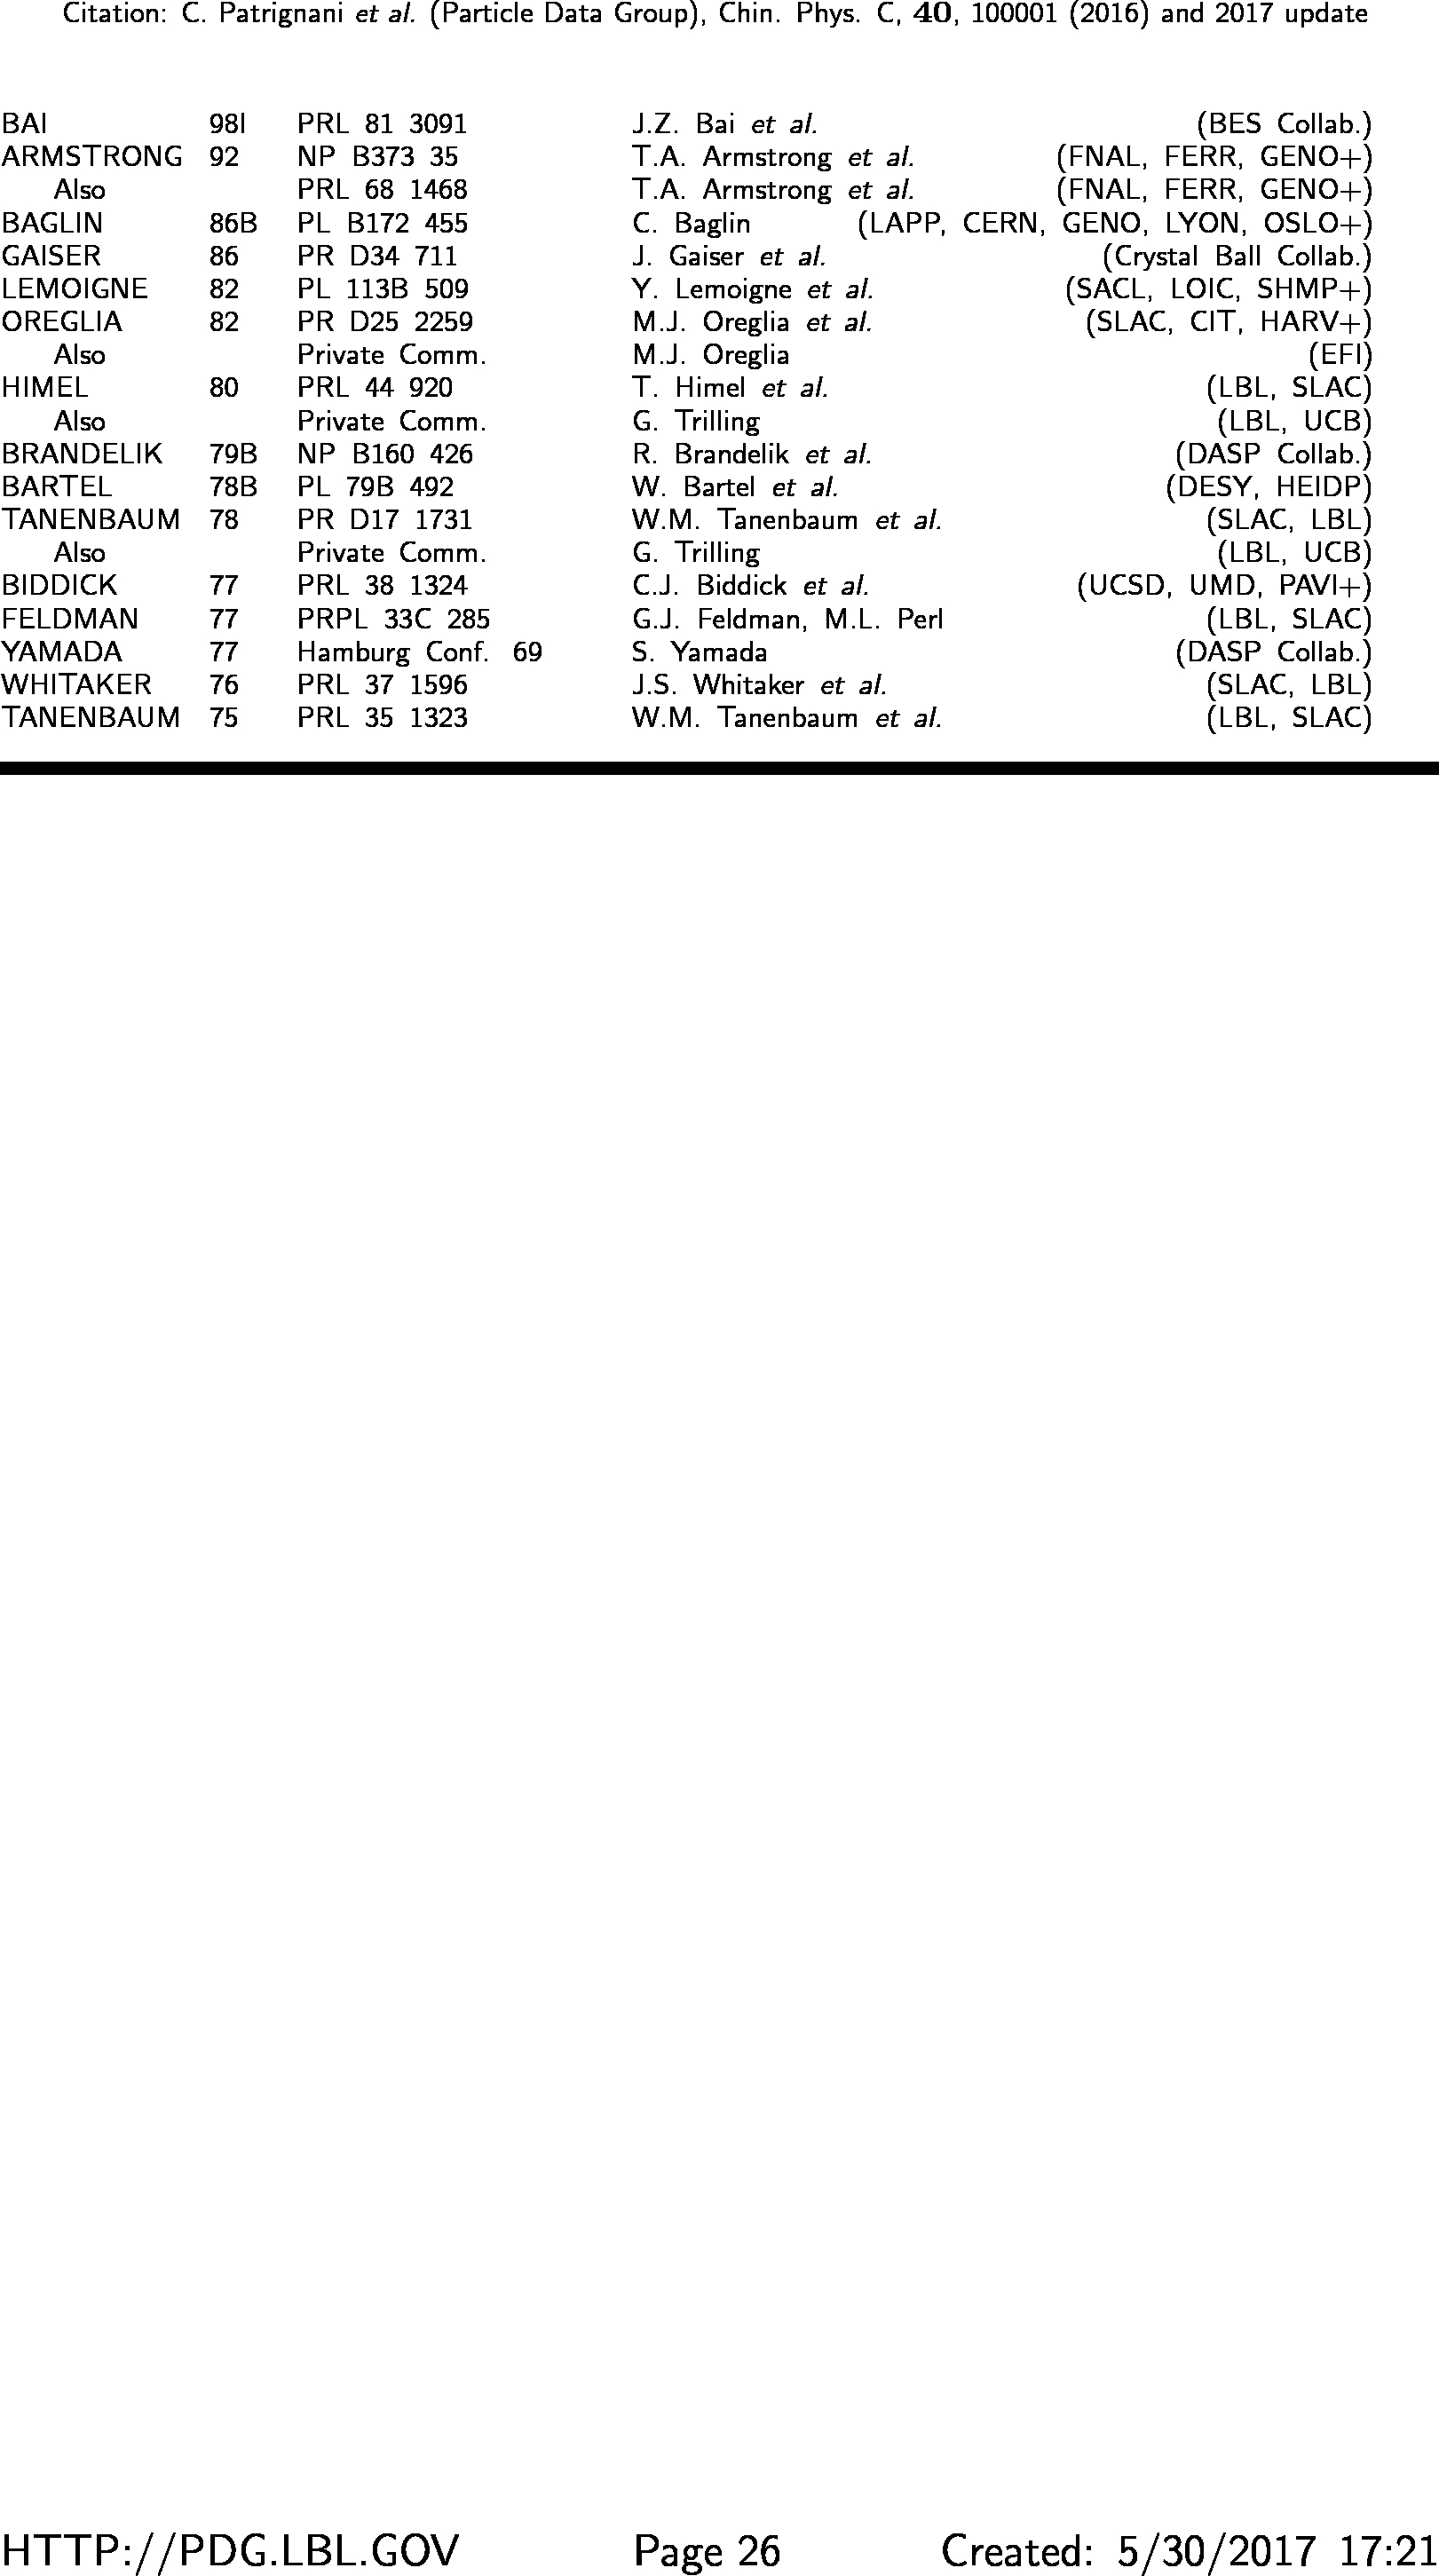 Citation: C. Patrignani et al. (Particle Data Group), Chin. Phys. C, 40, 100001 (2016) and 2017 update
BAI 98I PRL 81 3091 J.Z. Bai et al. (BES Collab.)
ARMSTRONG 92 NP B373 35 T.A. Armstrong et al. (FNAL, FERR, GENO+)
Also PRL 68 1468 T.A. Armstrong et al. (FNAL, FERR, GENO+)
BAGLIN 86B PL B172 455 C. Baglin (LAPP, CERN, GENO, LYON, OSLO+)
GAISER 86 PR D34 711 J. Gaiser et al. (Crystal Ball Collab.)
LEMOIGNE 82 PL 113B 509 Y. Lemoigne et al. (SACL, LOIC, SHMP+)
OREGLIA 82 PR D25 2259 M.J. Oreglia et al. (SLAC, CIT, HARV+)
Also Private Comm. M.J. Oreglia (EFI)
HIMEL 80 PRL 44 920 T. Himel et al. (LBL, SLAC)
Also Private Comm. G. Trilling (LBL, UCB)
BRANDELIK 79B NP B160 426 R. Brandelik et al. (DASP Collab.)
BARTEL 78B PL 79B 492 W. Bartel et al. (DESY, HEIDP)
TANENBAUM 78 PR D17 1731 W.M. Tanenbaum et al. (SLAC, LBL)
Also Private Comm. G. Trilling (LBL, UCB)
BIDDICK 77 PRL 38 1324 C.J. Biddick et al. (UCSD, UMD, PAVI+)
FELDMAN 77 PRPL 33C 285 G.J. Feldman, M.L. Perl (LBL, SLAC)
YAMADA 77 Hamburg Conf. 69 S. Yamada (DASP Collab.)
WHITAKER 76 PRL 37 1596 J.S. Whitaker et al. (SLAC, LBL)
TANENBAUM 75 PRL 35 1323 W.M. Tanenbaum et al. (LBL, SLAC)
HTTP://PDG.LBL.GOV Page 26 Created: 5/30/2017 17:21